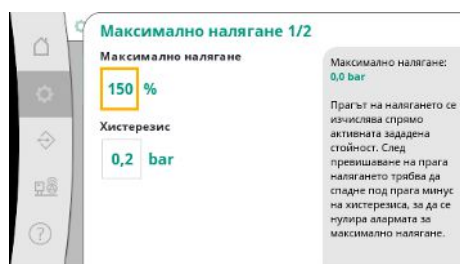 Максимално налягане 1/2
Максимално налягане
150 %
Хистерезис
0,2 bar
Максимално налягане:
0,0 bar
Прагът на налягането се
изчислява спрямо
активната зададена
стойност. След
превишаване на прага
налягането трябва да
спадне под прага минус
на хистерезиса, за да се
нулира алармата за
максимално налягане.
?